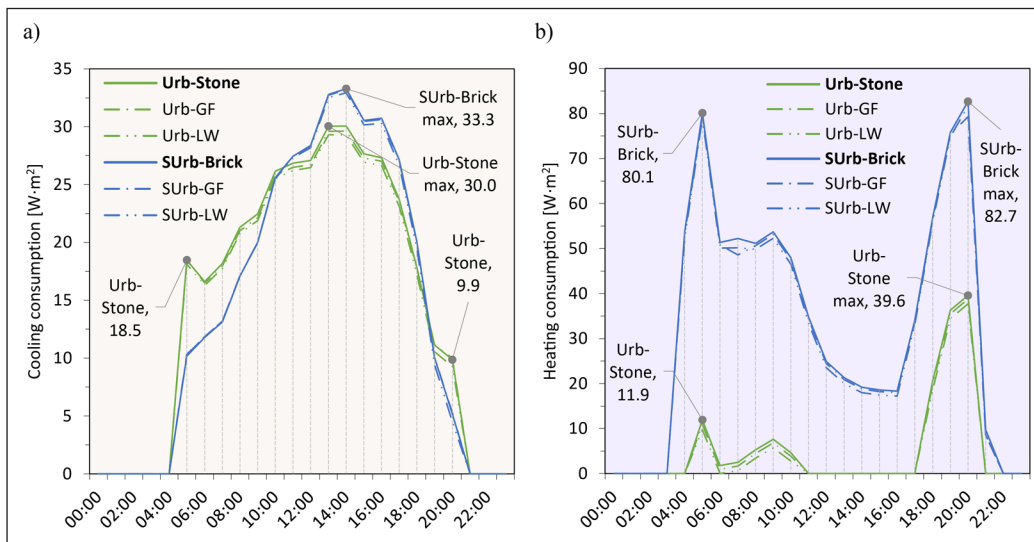 a)
35
30
25
20
15
10
5
0
Cooling consumption [W·m²]
Urb-Stone
Urb-GF
Urb-LW
SUrb-Brick
SUrb-GF
SUrb-LW
SUrb-Brick
max, 33.3
Urb-Stone
max, 30.0
Urb-
Stone,
9.9
Urb-
Stone,
18.5
00:00
02:00
04:00
06:00
08:00
10:00
12:00
14:00
16:00
18:00
20:00
22:00
b)
90
80
70
60
50
40
30
20
10
0
Heating consumption [W·m²]
Urb-Stone
Urb-GF
Urb-LW
SUrb-Brick
SUrb-GF
SUrb-LW
SUrb-
Brick,
80.1
SUrb-
Brick
max,
82.7
Urb-
Stone
max, 39.6
Urb-
Stone,
11.9
00:00
02:00
04:00
06:00
08:00
10:00
12:00
14:00
16:00
18:00
20:00
22:00